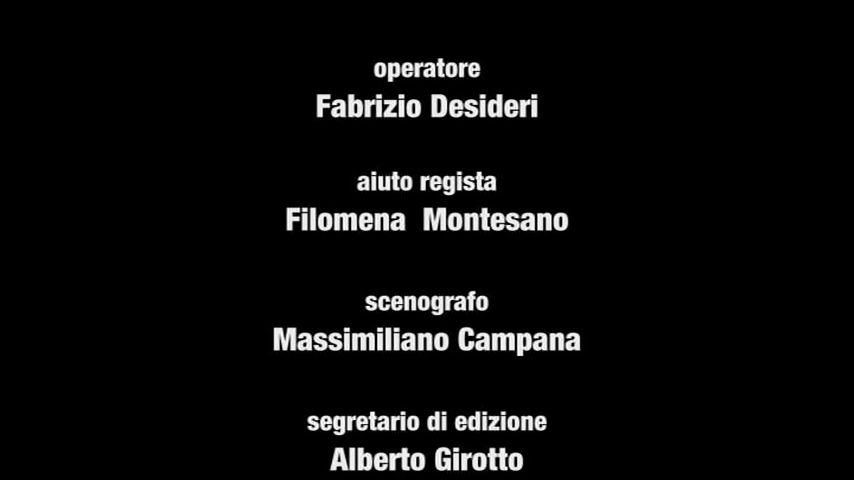 operatore
Fabrizio Desideri
aiuto regista
Filomena Montesano
scenografo
Massimiliano Campana
segretario di edizione
Alberto Girotto